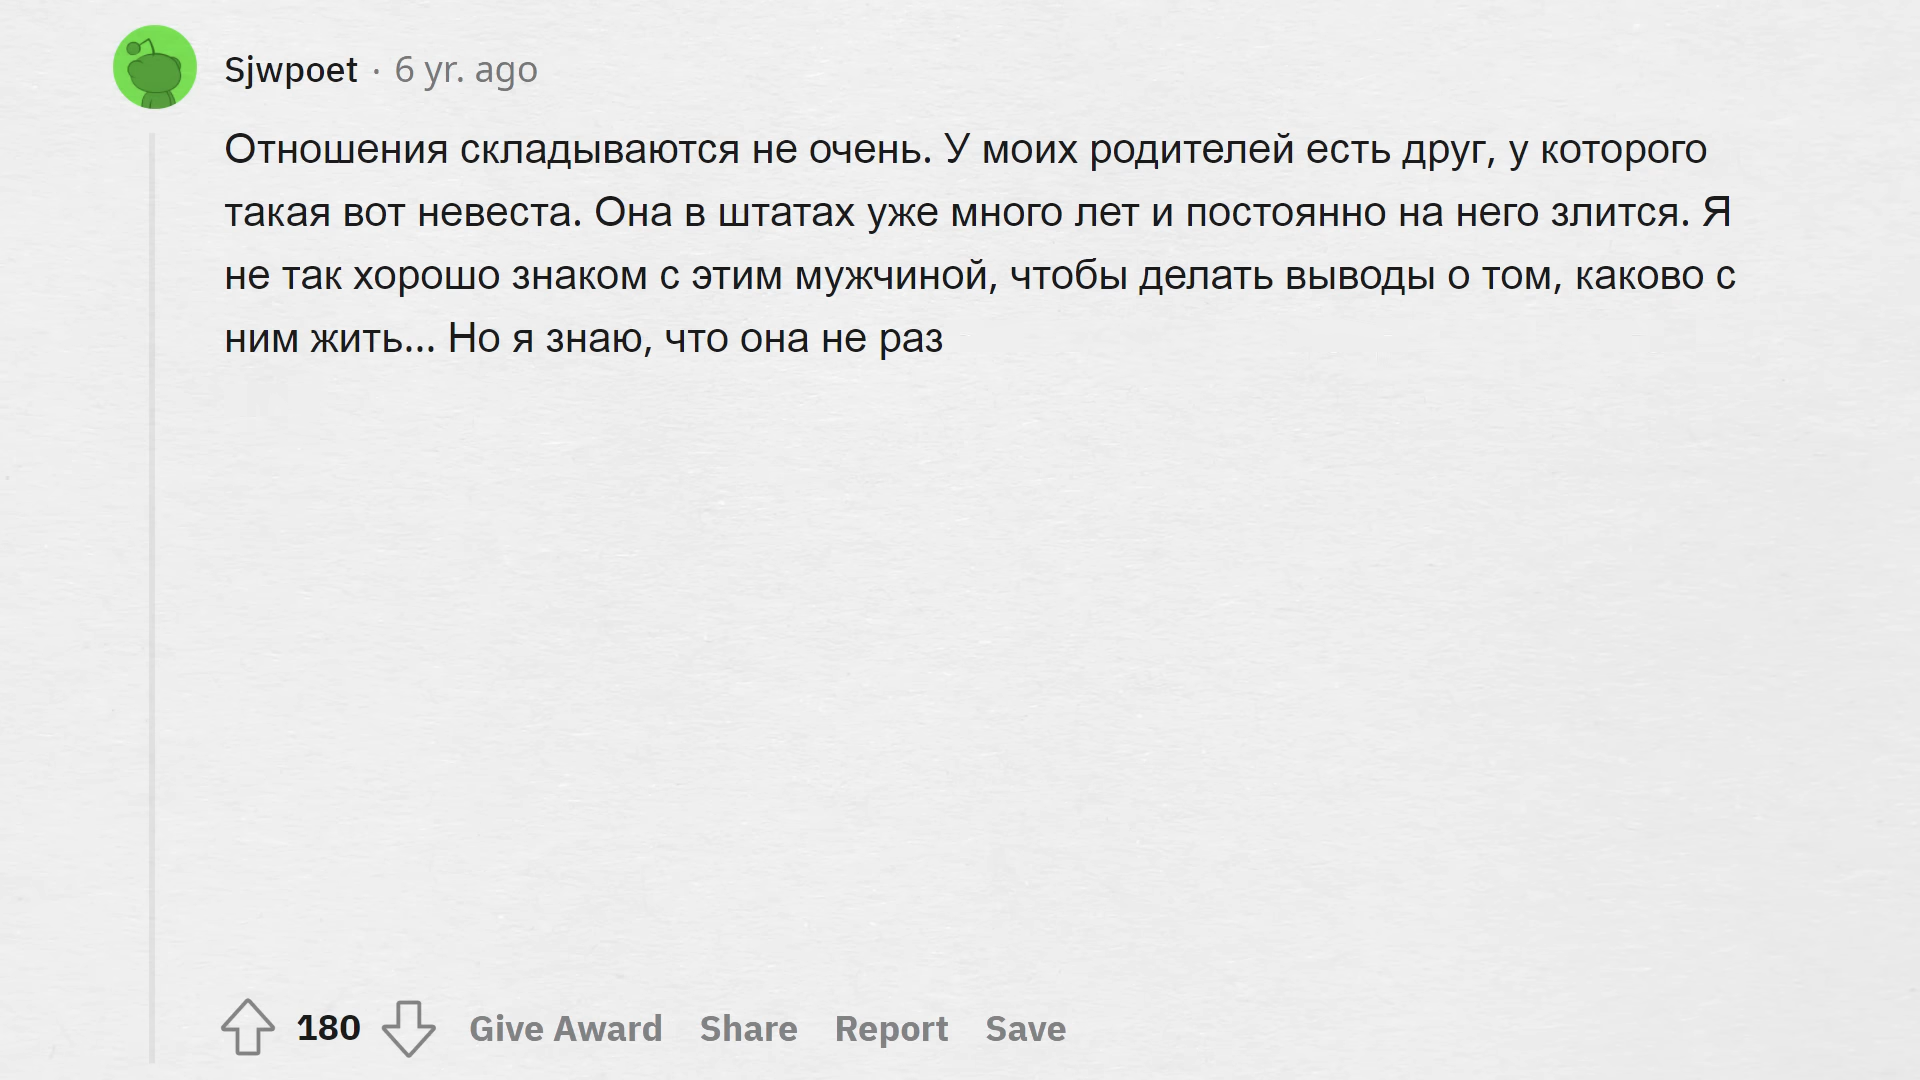 Sjwpoet · 6 yr. ago
Отношения складываются не очень. У моих родителей есть друг, у которого
такая вот невеста. Она в штатах уже много лет и постоянно на него злится. Я
не так хорошо знаком с этим мужчиной, чтобы делать выводы о том, каково с
ним жить... Но я знаю, что она не раз
180 Give Award Share Report Save